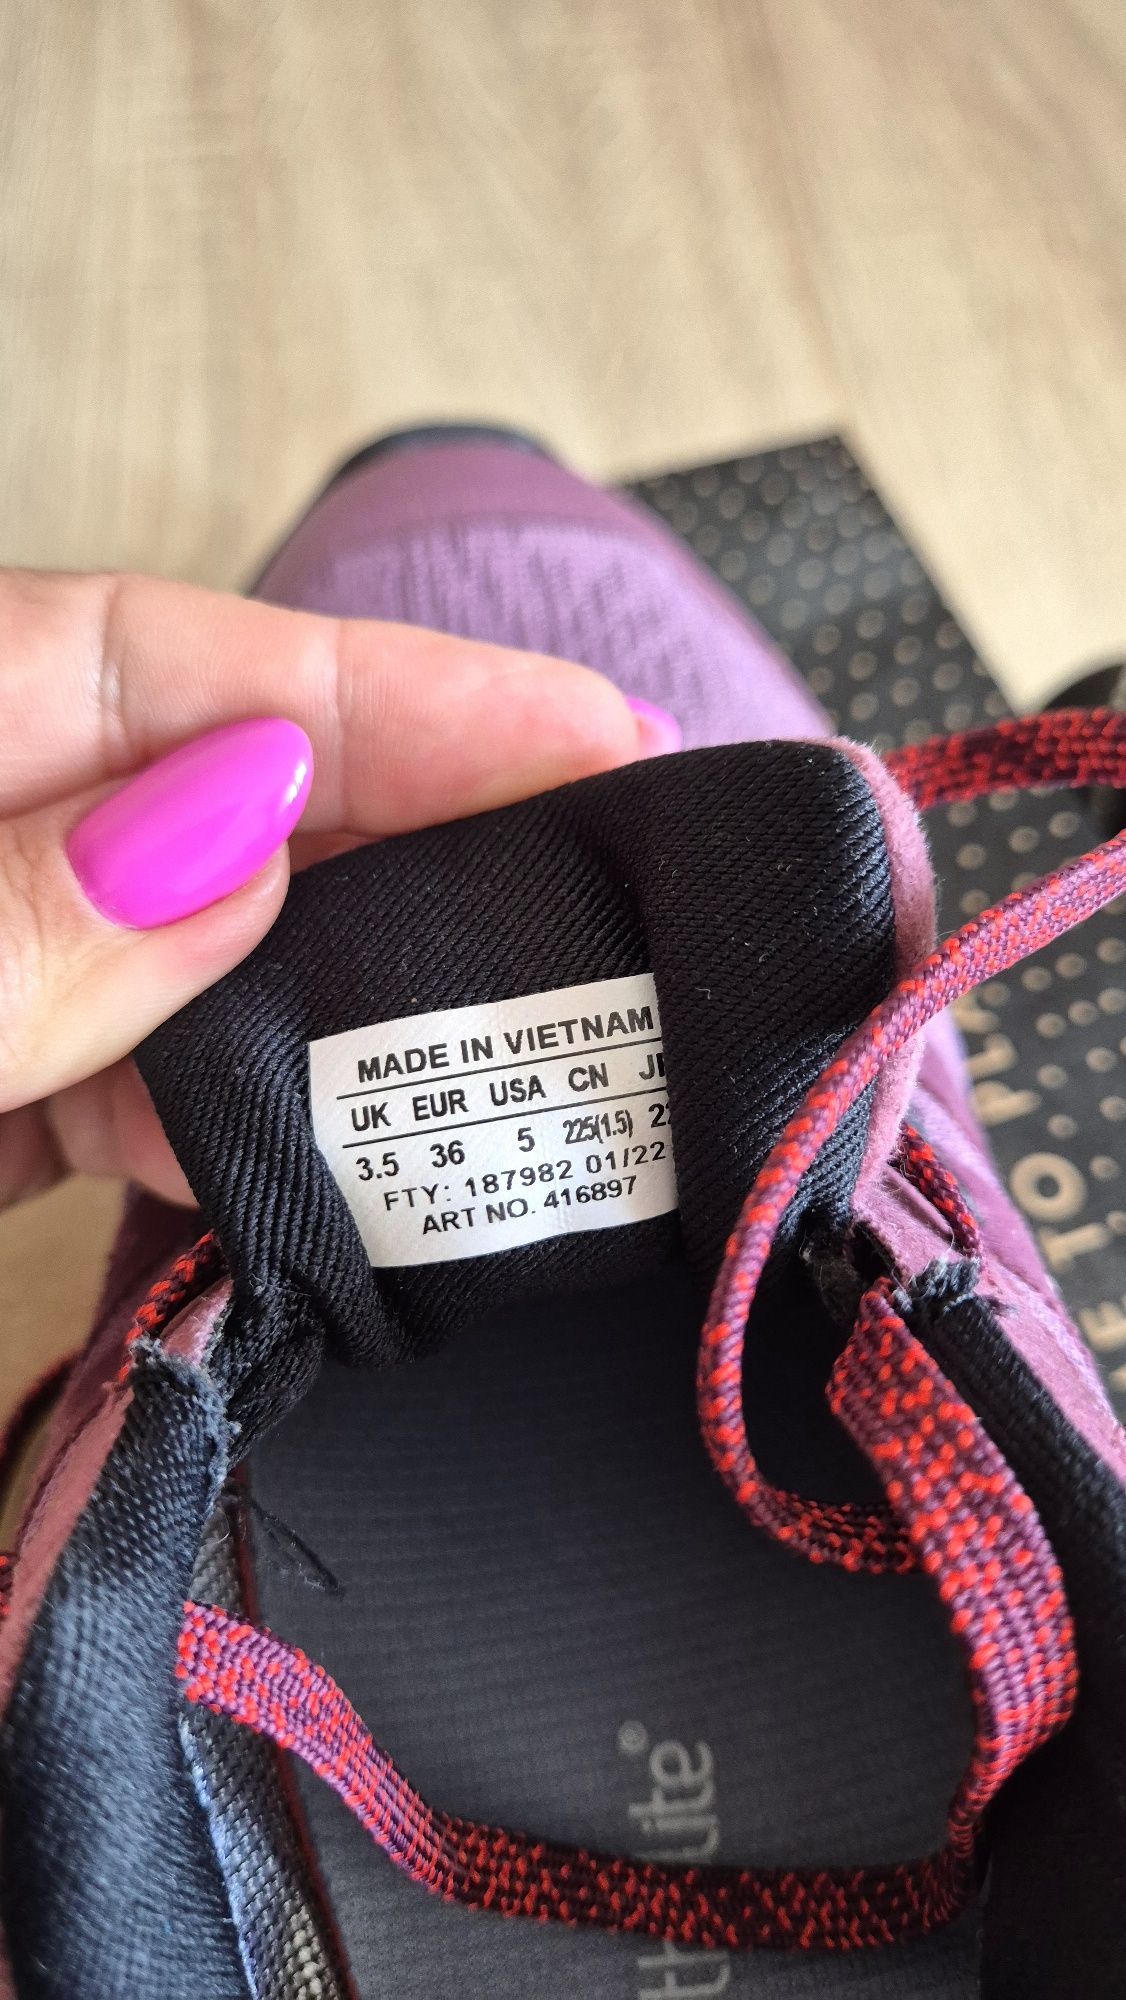 MADE IN VIETNAM
UK EUR USA CN
3.5 36 5 225(1.5)
FTY: 187982 01/22
ART NO. 416897
TO